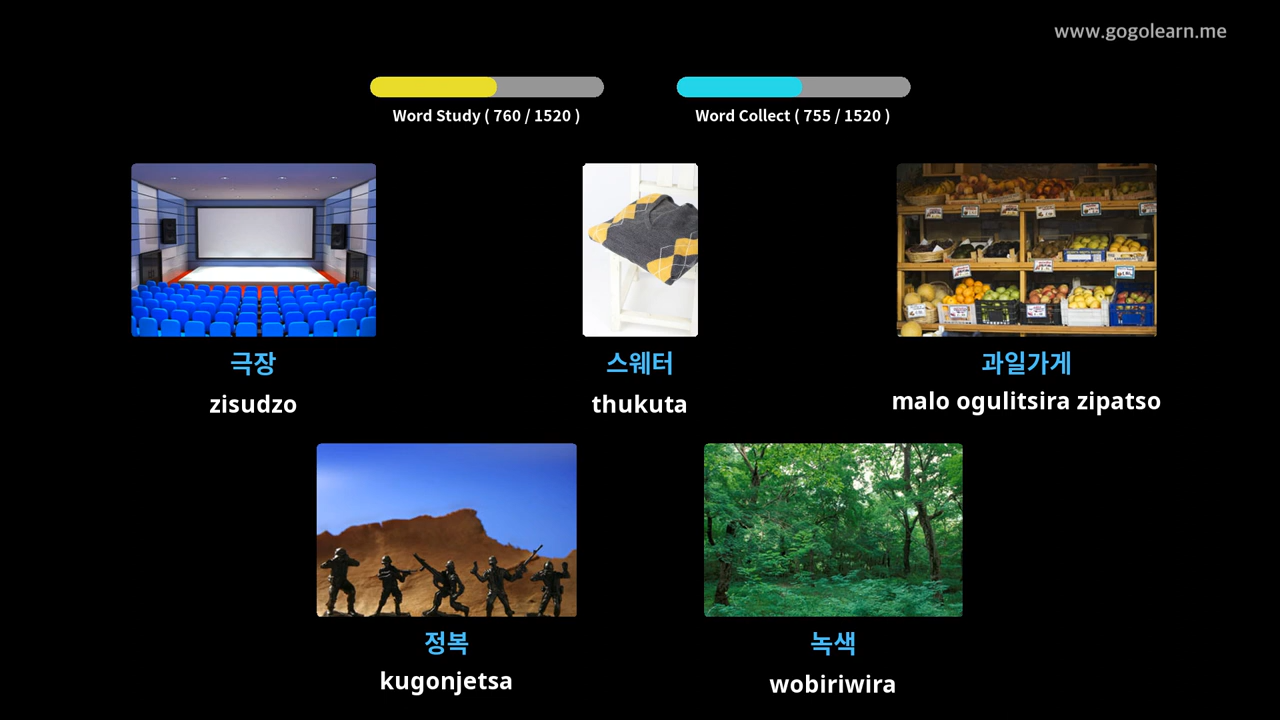 www.gogolearn.me
Word Study ( 760 / 1520 )
Word Collect ( 755 / 1520 )
극장
스웨터
과일가게
zisudzo
thukuta
malo ogulitsira zipatso
정복
녹색
kugonjetsa
wobiriwira